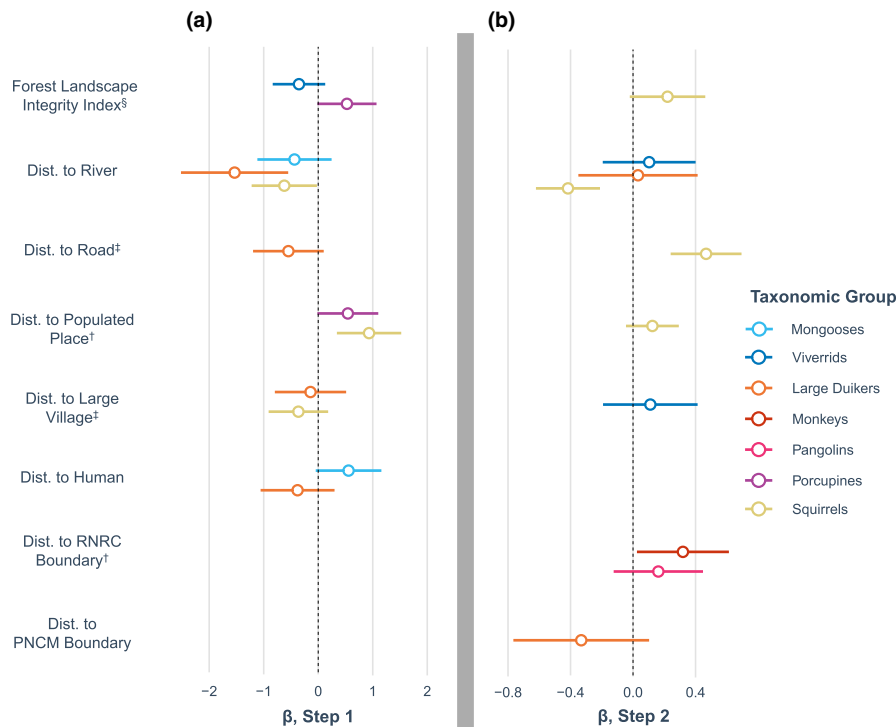 (a)
(b)
Forest Landscape
Integrity Index§
Dist. to River
Dist. to Road‡
Dist. to Populated
Place†
Dist. to Large
Village‡
Dist. to Human
Dist. to RNRC
Boundary†
Dist. to
PNCM Boundary
−2 −1 0 1 2
β, Step 1
−0.8 −0.4 0.0 0.4
β, Step 2
Taxonomic Group
Mongooses
Viverrids
Large Duikers
Monkeys
Pangolins
Porcupines
Squirrels